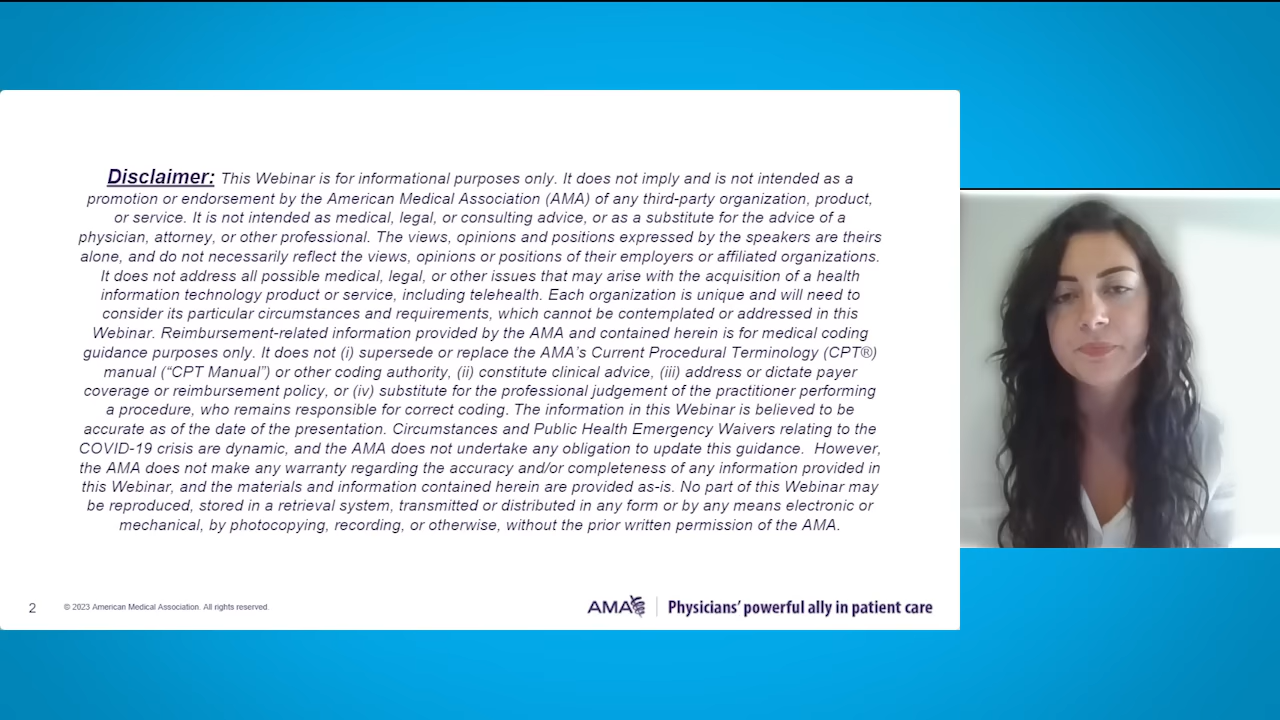 Disclaimer: This Webinar is for informational purposes only. It does not imply and is not intended as a
promotion or endorsement by the American Medical Association (AMA) of any third-party organization, product,
or service. It is not intended as medical, legal, or consulting advice, or as a substitute for the advice of a
physician, attorney, or other professional. The views, opinions and positions expressed by the speakers are theirs
alone, and do not necessarily reflect the views, opinions or positions of their employers or affiliated organizations.
It does not address all possible medical, legal, or other issues that may arise with the acquisition of a health
information technology product or service, including telehealth. Each organization is unique and will need to
consider its particular circumstances and requirements, which cannot be contemplated or addressed in this
Webinar. Reimbursement-related information provided by the AMA and contained herein is for medical coding
guidance purposes only. It does not (i) supersede or replace the AMA's Current Procedural Terminology (CPT®)
manual (“CPT Manual”) or other coding authority, (ii) constitute clinical advice, (iii) address or dictate payer
coverage or reimbursement policy, or (iv) substitute for the professional judgement of the practitioner performing
a procedure, who remains responsible for correct coding. The information in this Webinar is believed to be
accurate as of the date of the presentation. Circumstances and Public Health Emergency Waivers relating to the
COVID-19 crisis are dynamic, and the AMA does not undertake any obligation to update this guidance. However,
the AMA does not make any warranty regarding the accuracy and/or completeness of any information provided in
this Webinar, and the materials and information contained herein are provided as-is. No part of this Webinar may
be reproduced, stored in a retrieval system, transmitted or distributed in any form or by any means electronic or
mechanical, by photocopying, recording, or otherwise, without the prior written permission of the AMA.
2 © 2023 American Medical Association. All rights reserved.
AMA Physicians' powerful ally in patient care